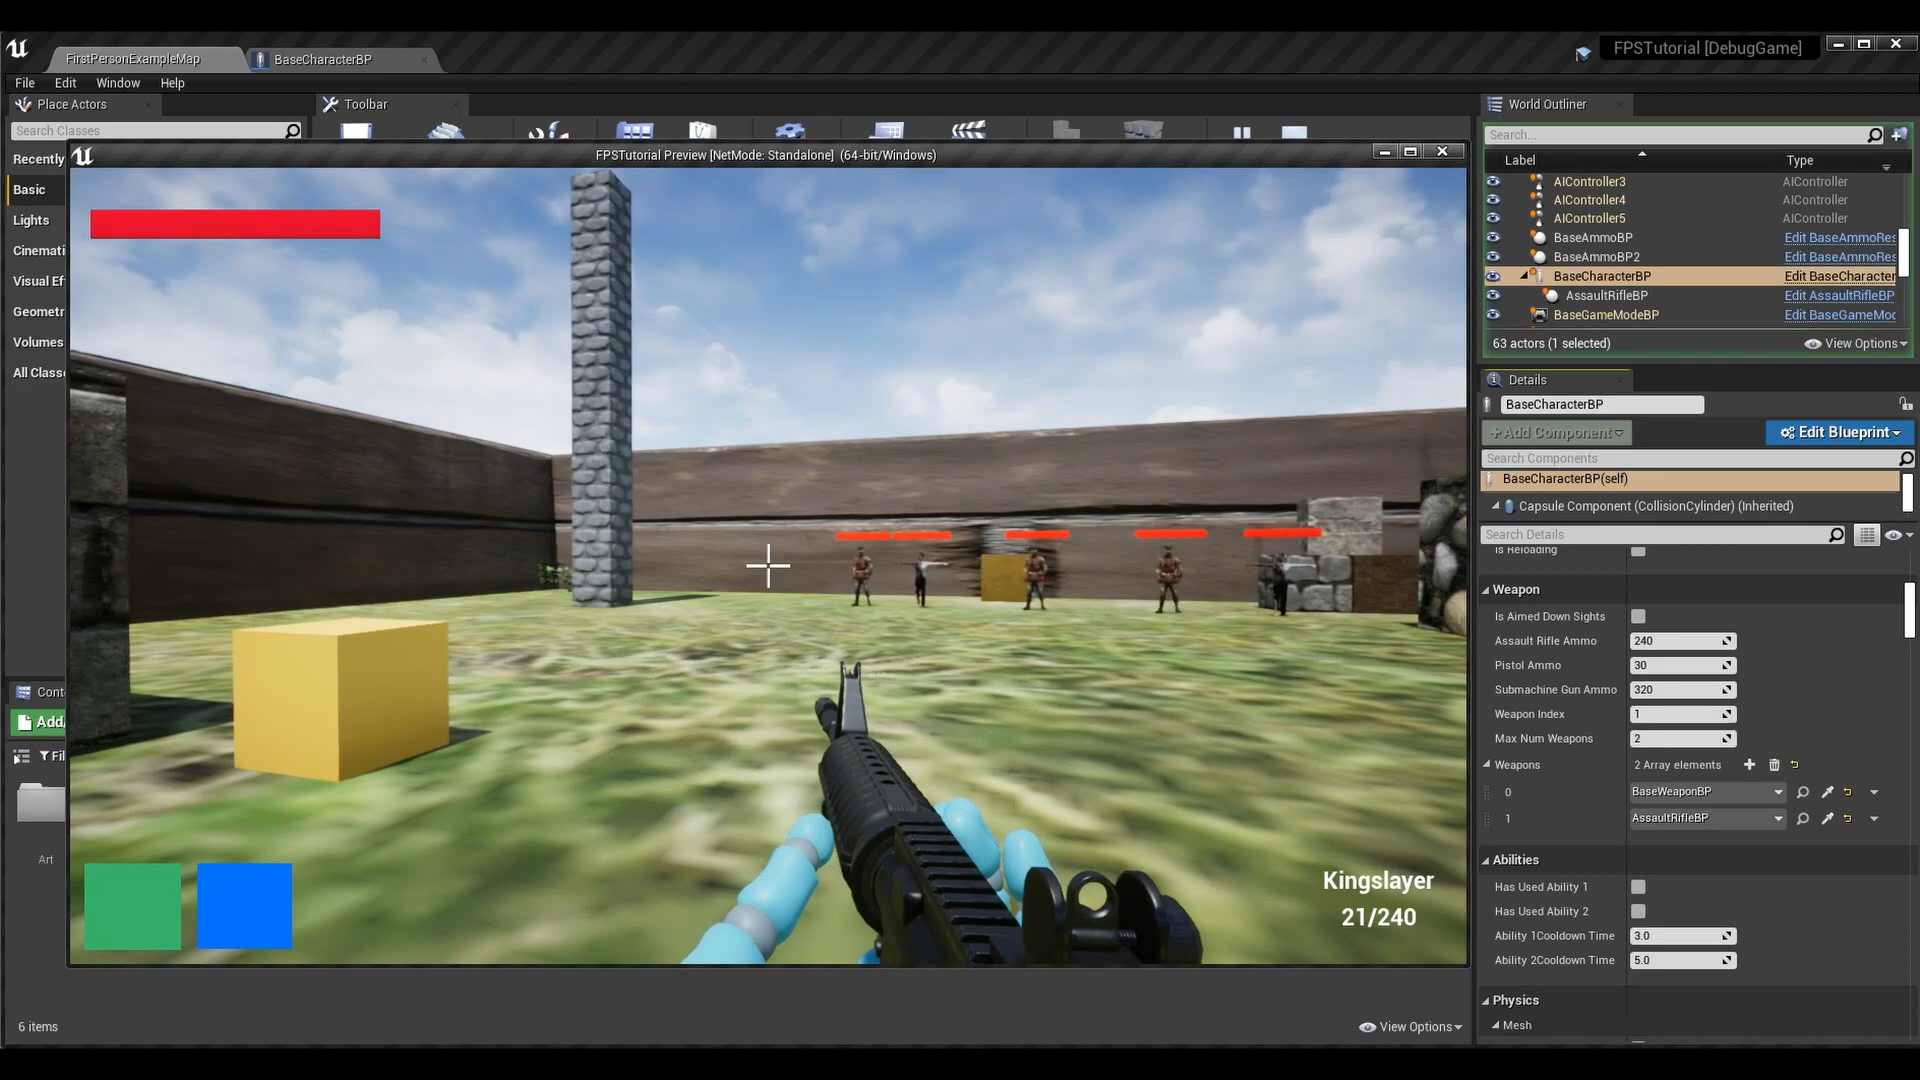 FirstPersonExampleMap
BaseCharacterBP
FPSTutorial [DebugGame]
File Edit Window Help
Place Actors
Toolbar
World Outliner
Search Classes
Search...
Recently
Basic
Lights
Cinemati
Visual Ef
Geometr
Volumes
All Classe
FPSTutorial Preview [NetMode: Standalone] (64-bit/Windows)
Label Type
AIController3 AIController
AIController4 AIController
AIController5 AIController
BaseAmmoBP Edit BaseAmmoRes
BaseAmmoBP2 Edit BaseAmmoRes
BaseCharacterBP Edit BaseCharacter
AssaultRifleBP Edit AssaultRifleBP
BaseGameModeBP Edit BaseGameMod
63 actors (1 selected) View Options
Details
BaseCharacterBP
+Add Component Edit Blueprint
Search Components
BaseCharacterBP(self)
Capsule Component (CollisionCylinder) (Inherited)
Search Details
Is Reloading
Weapon
Is Aimed Down Sights
Assault Rifle Ammo 240
Pistol Ammo 30
Submachine Gun Ammo 320
Weapon Index 1
Max Num Weapons 2
Weapons 2 Array elements
0 BaseWeaponBP
1 AssaultRifleBP
Abilities
Has Used Ability 1
Has Used Ability 2
Ability 1Cooldown Time 3.0
Ability 2Cooldown Time 5.0
Physics
Mesh
Kingslayer
21/240
Cont
Add/
Fil
Art
6 items
View Options